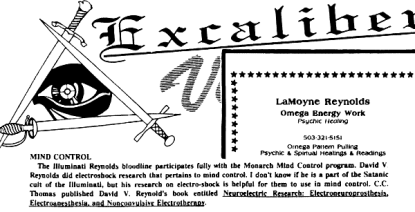 Excaliber
W
LaMoyne Reynolds
Omega Energy Work
Psychic Healing
503-321-5151
Omega Pattern Pulling
Psychic & Spiritual Healings & Readings
MIND CONTROL
The Illuminati Reynolds bloodline participates fully with the Monarch Mind Control program. David V
Reynolds did electroshock research that pertains to mind control. I don't know if he is a part of the Satanic
cult of the Illuminati, but his research on electro-shock is helpful for them to use in mind control. C.C.
Thomas published David V. Reynold's book entitled Neurolectric Research: Electroneuroprosthesis,
Electroanesthesia, and Nonconvulsive Electrotherapy.